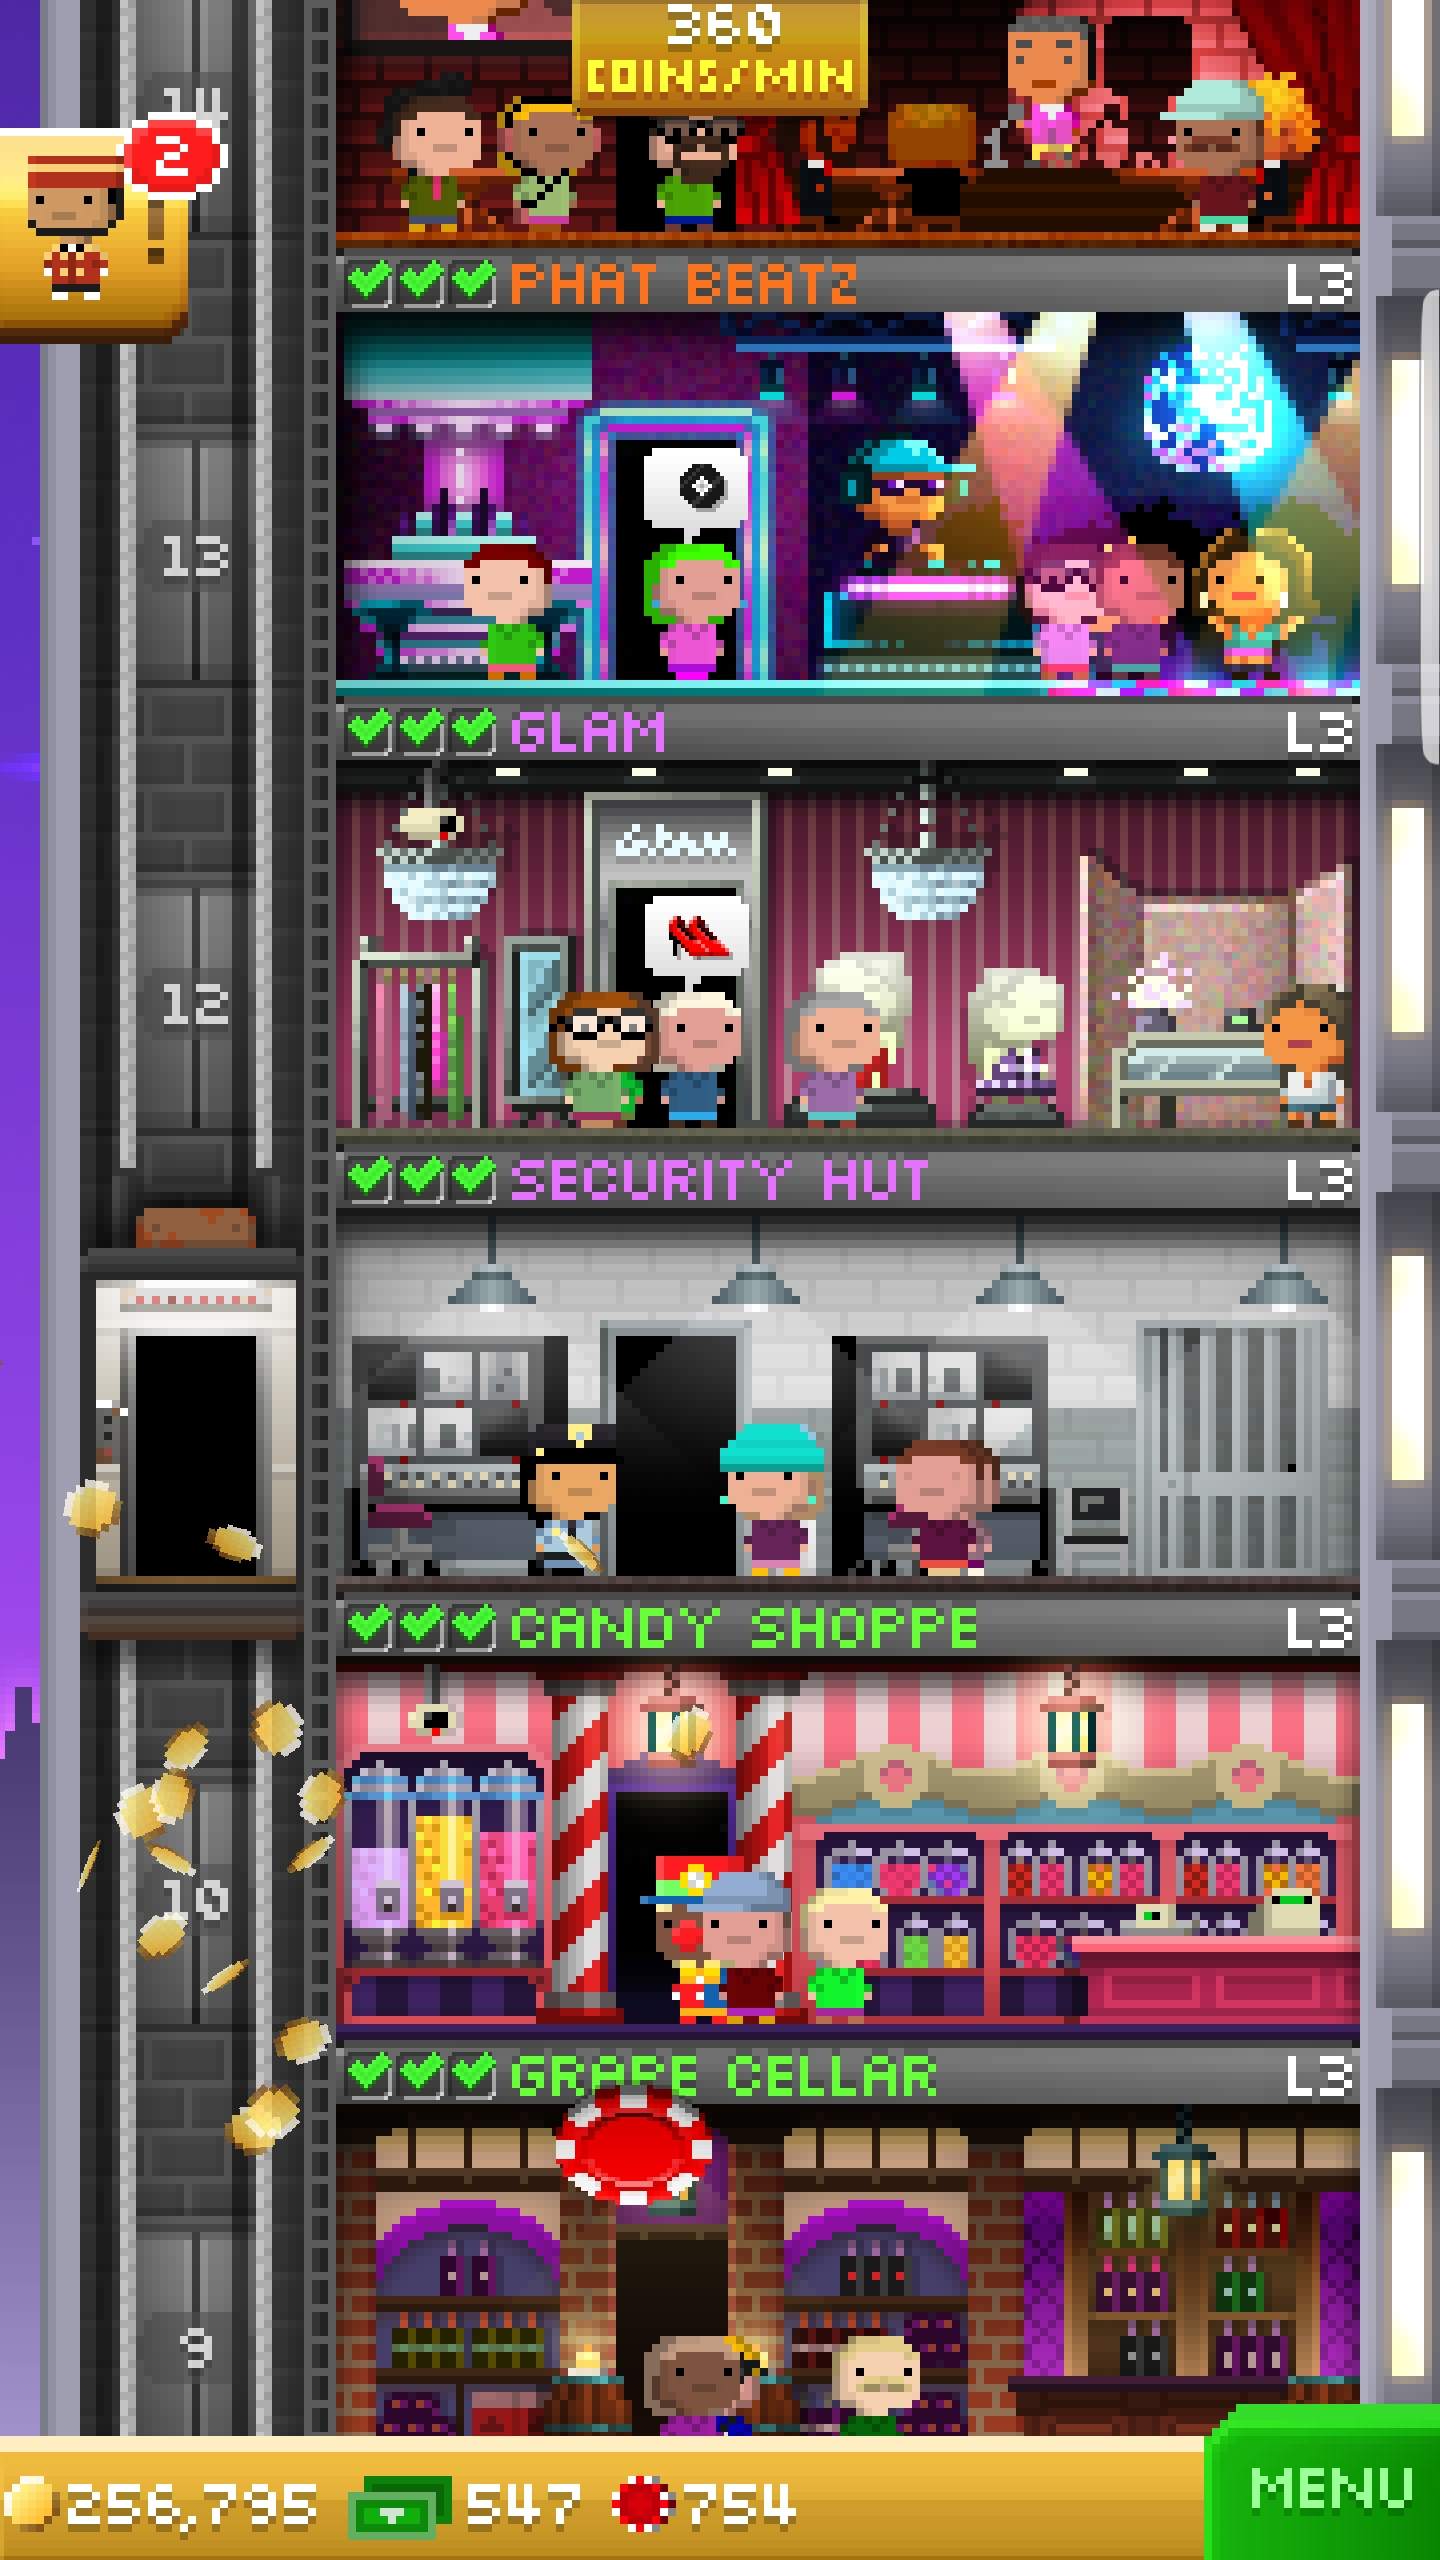 360
COINS/MIN
14
2
!
PHAT BEATZ L3
13
GLAM L3
Glam
12
SECURITY HUT L3
CANDY SHOPPE L3
10
GRAPE CELLAR L3
9
256,795 547 754
MENU